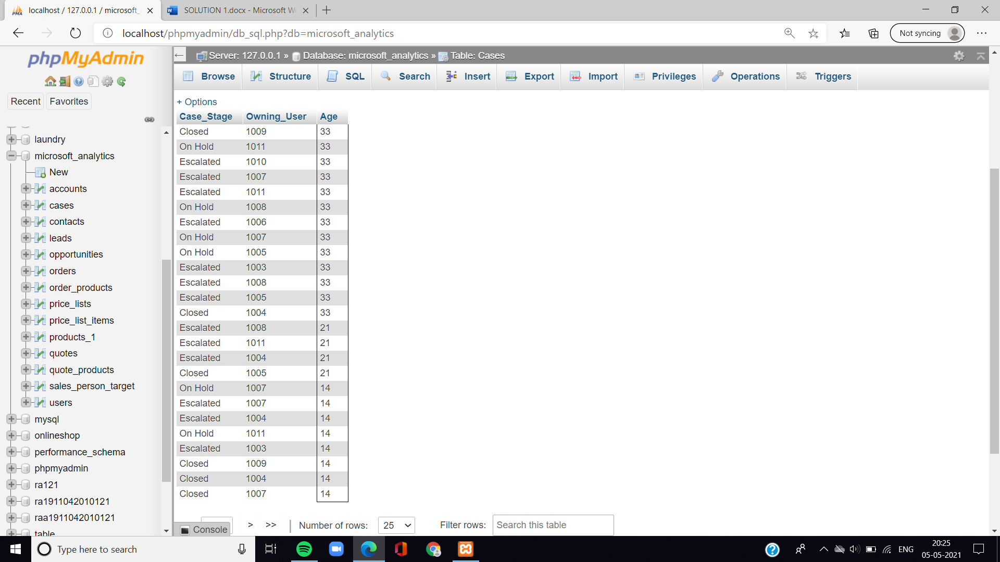 localhost / 127.0.0.1 / microsoft_
SOLUTION 1.docx - Microsoft W
localhost/phpmyadmin/db_sql.php?db=microsoft_analytics
Not syncing
phpMyAdmin
Recent Favorites
laundry
microsoft_analytics
New
accounts
cases
contacts
leads
opportunities
orders
order_products
price_lists
price_list_items
products_1
quotes
quote_products
sales_person_target
users
mysql
onlineshop
performance_schema
phpmyadmin
ra121
ra1911042010121
raa1911042010121
table
Server: 127.0.0.1 » Database: microsoft_analytics » Table: Cases
Browse Structure SQL Search Insert Export Import Privileges Operations Triggers
+ Options
Case_Stage Owning_User Age
Closed 1009 33
On Hold 1011 33
Escalated 1010 33
Escalated 1007 33
Escalated 1011 33
On Hold 1008 33
Escalated 1006 33
On Hold 1007 33
On Hold 1005 33
Escalated 1003 33
Escalated 1008 33
Escalated 1005 33
Closed 1004 33
Escalated 1008 21
Escalated 1011 21
Escalated 1004 21
Closed 1005 21
On Hold 1007 14
Escalated 1007 14
Escalated 1004 14
On Hold 1011 14
Escalated 1003 14
Closed 1009 14
Closed 1004 14
Closed 1007 14
> >> | Number of rows: 25 Filter rows: Search this table
Console
Type here to search
ENG
20:25
05-05-2021